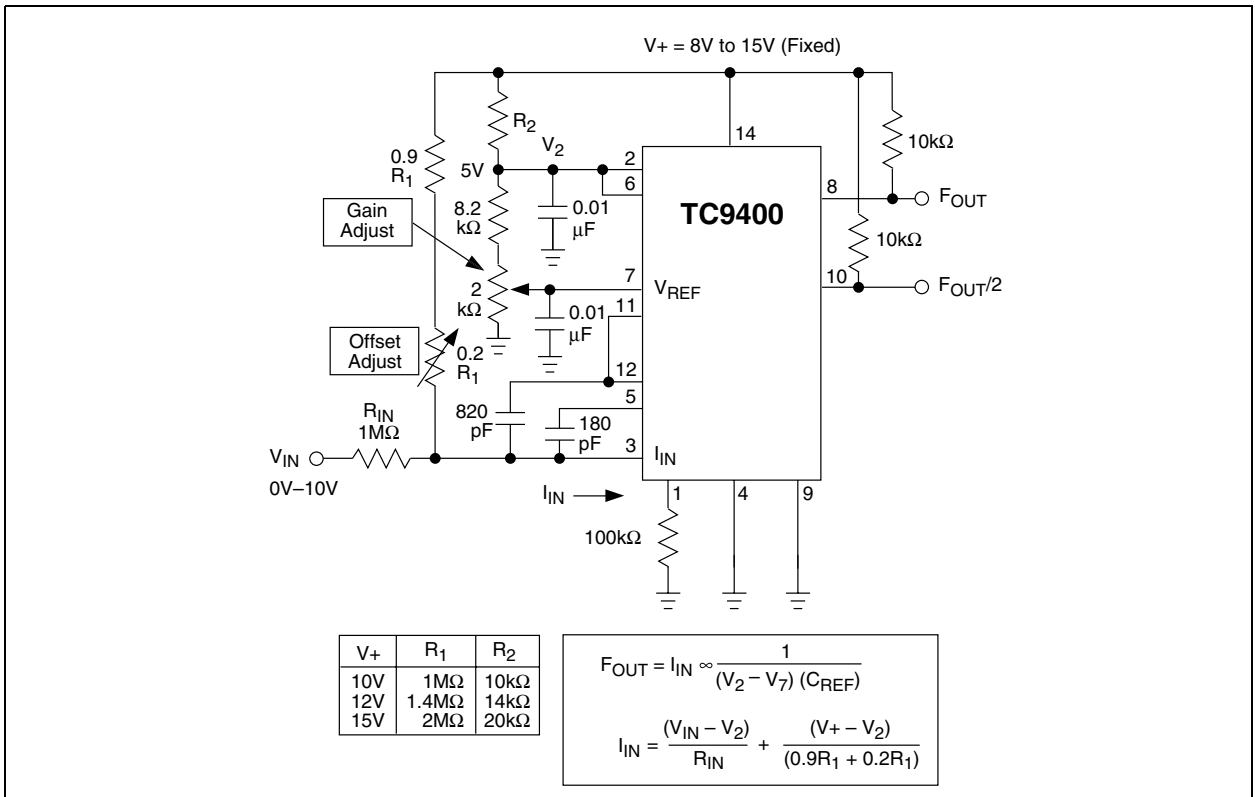 V+ = 8V to 15V (Fixed)
R2
14
10kΩ
0.9
R1
V2
5V
2
6
8
FOUT
TC9400
Gain
Adjust
8.2
kΩ
0.01
µF
10kΩ
2
kΩ
7
VREF
10
FOUT/2
11
0.01
µF
Offset
Adjust
0.2
R1
12
5
820
pF
180
pF
RIN
1MΩ
3
IIN
VIN
0V–10V
IIN
1
4
9
100kΩ
V+ R1 R2
10V 1MΩ 10kΩ
12V 1.4MΩ 14kΩ
15V 2MΩ 20kΩ
FOUT = IIN ∞ 1
(V2 – V7) (CREF)
IIN = (VIN – V2) + (V+ – V2)
RIN (0.9R1 + 0.2R1)